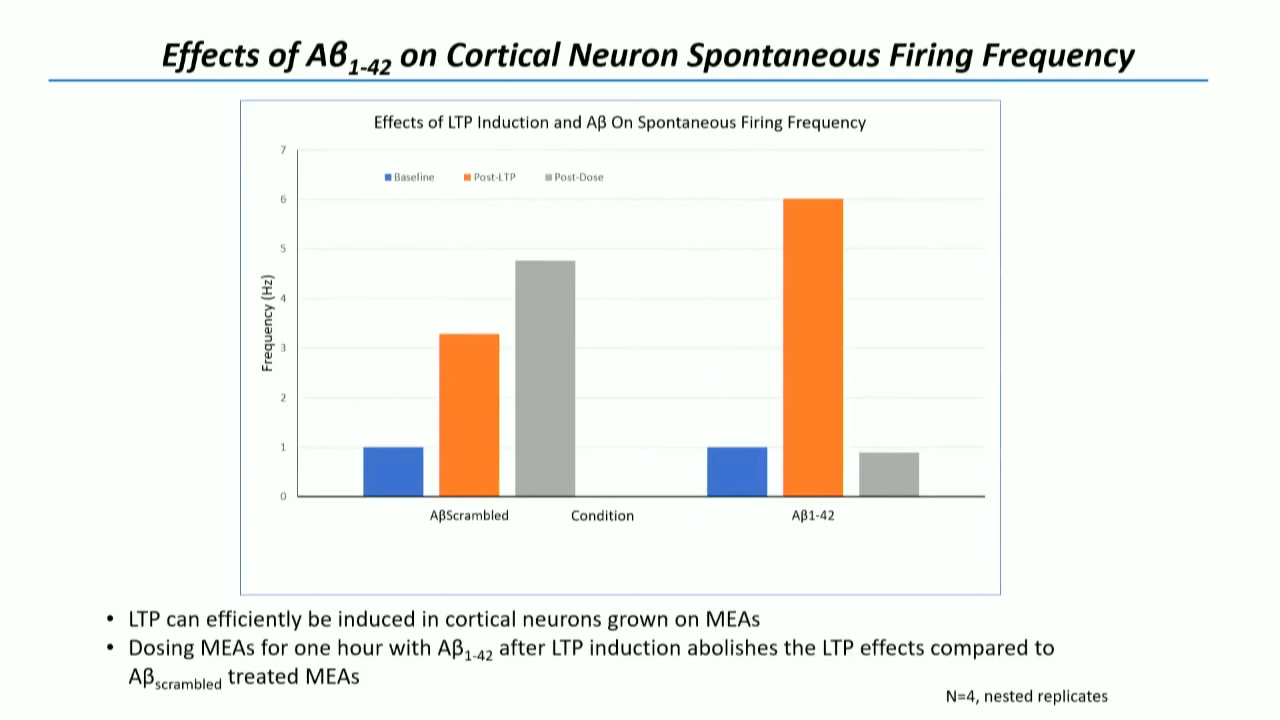 Effects of Aβ1-42 on Cortical Neuron Spontaneous Firing Frequency
Effects of LTP Induction and Aβ On Spontaneous Firing Frequency
7
Baseline Post-LTP Post-Dose
6
5
4
3
2
1
0
Frequency (Hz)
AβScrambled Condition Aβ1-42
• LTP can efficiently be induced in cortical neurons grown on MEAs
• Dosing MEAs for one hour with Aβ1-42 after LTP induction abolishes the LTP effects compared to
Aβscrambled treated MEAs
N=4, nested replicates